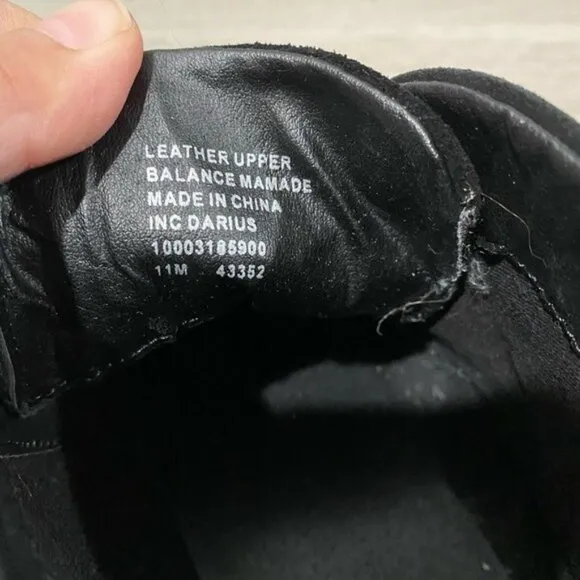 LEATHER UPPER
BALANCE MAMADE
MADE IN CHINA
INC DARIUS
10003185900
11M 43352